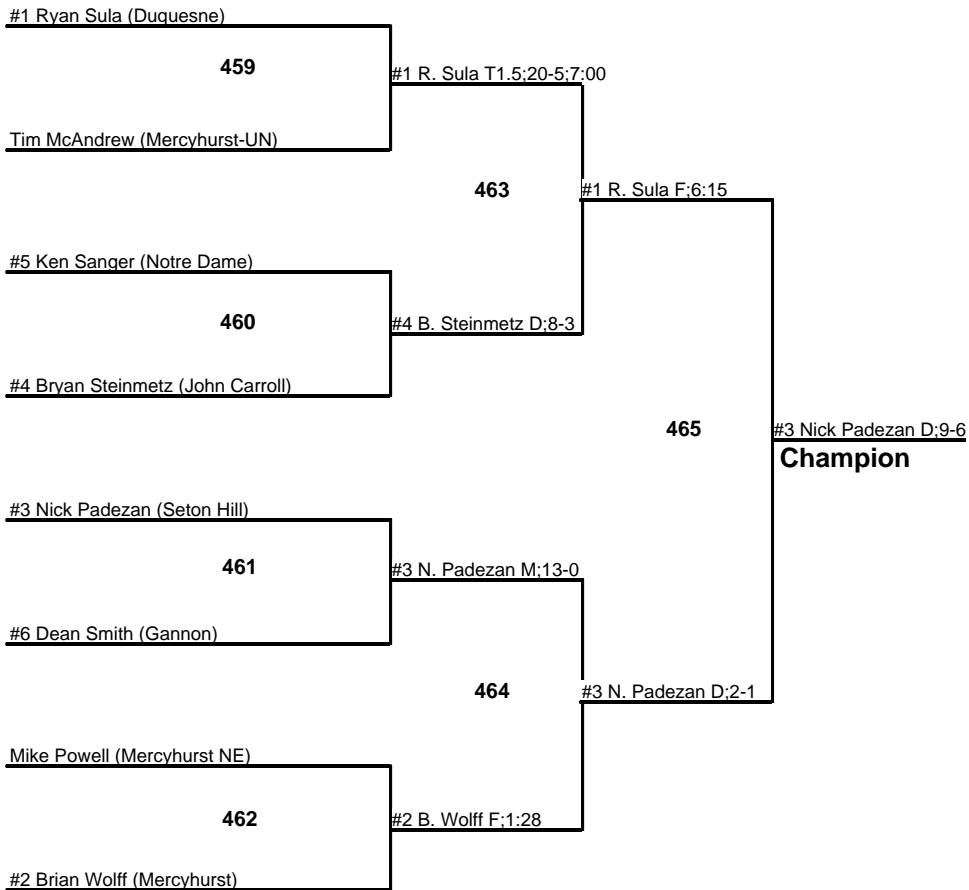 #1 Ryan Sula (Duquesne)
459
#1 R. Sula T1.5;20-5;7:00
Tim McAndrew (Mercyhurst-UN)
463
#1 R. Sula F;6:15
#5 Ken Sanger (Notre Dame)
460
#4 B. Steinmetz D;8-3
#4 Bryan Steinmetz (John Carroll)
465
#3 Nick Padezan D;9-6
Champion
#3 Nick Padezan (Seton Hill)
461
#3 N. Padezan M;13-0
#6 Dean Smith (Gannon)
464
#3 N. Padezan D;2-1
Mike Powell (Mercyhurst NE)
462
#2 B. Wolff F;1:28
#2 Brian Wolff (Mercyhurst)